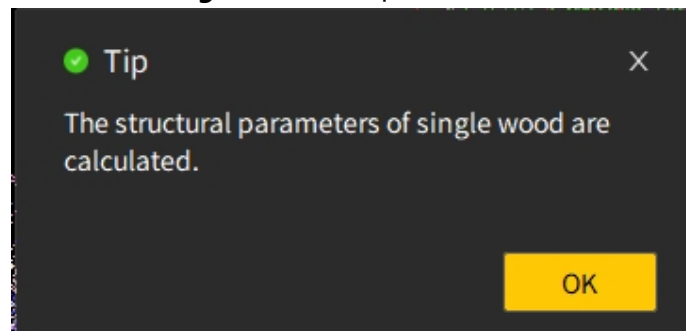 Tip
X
The structural parameters of single wood are
calculated.
OK